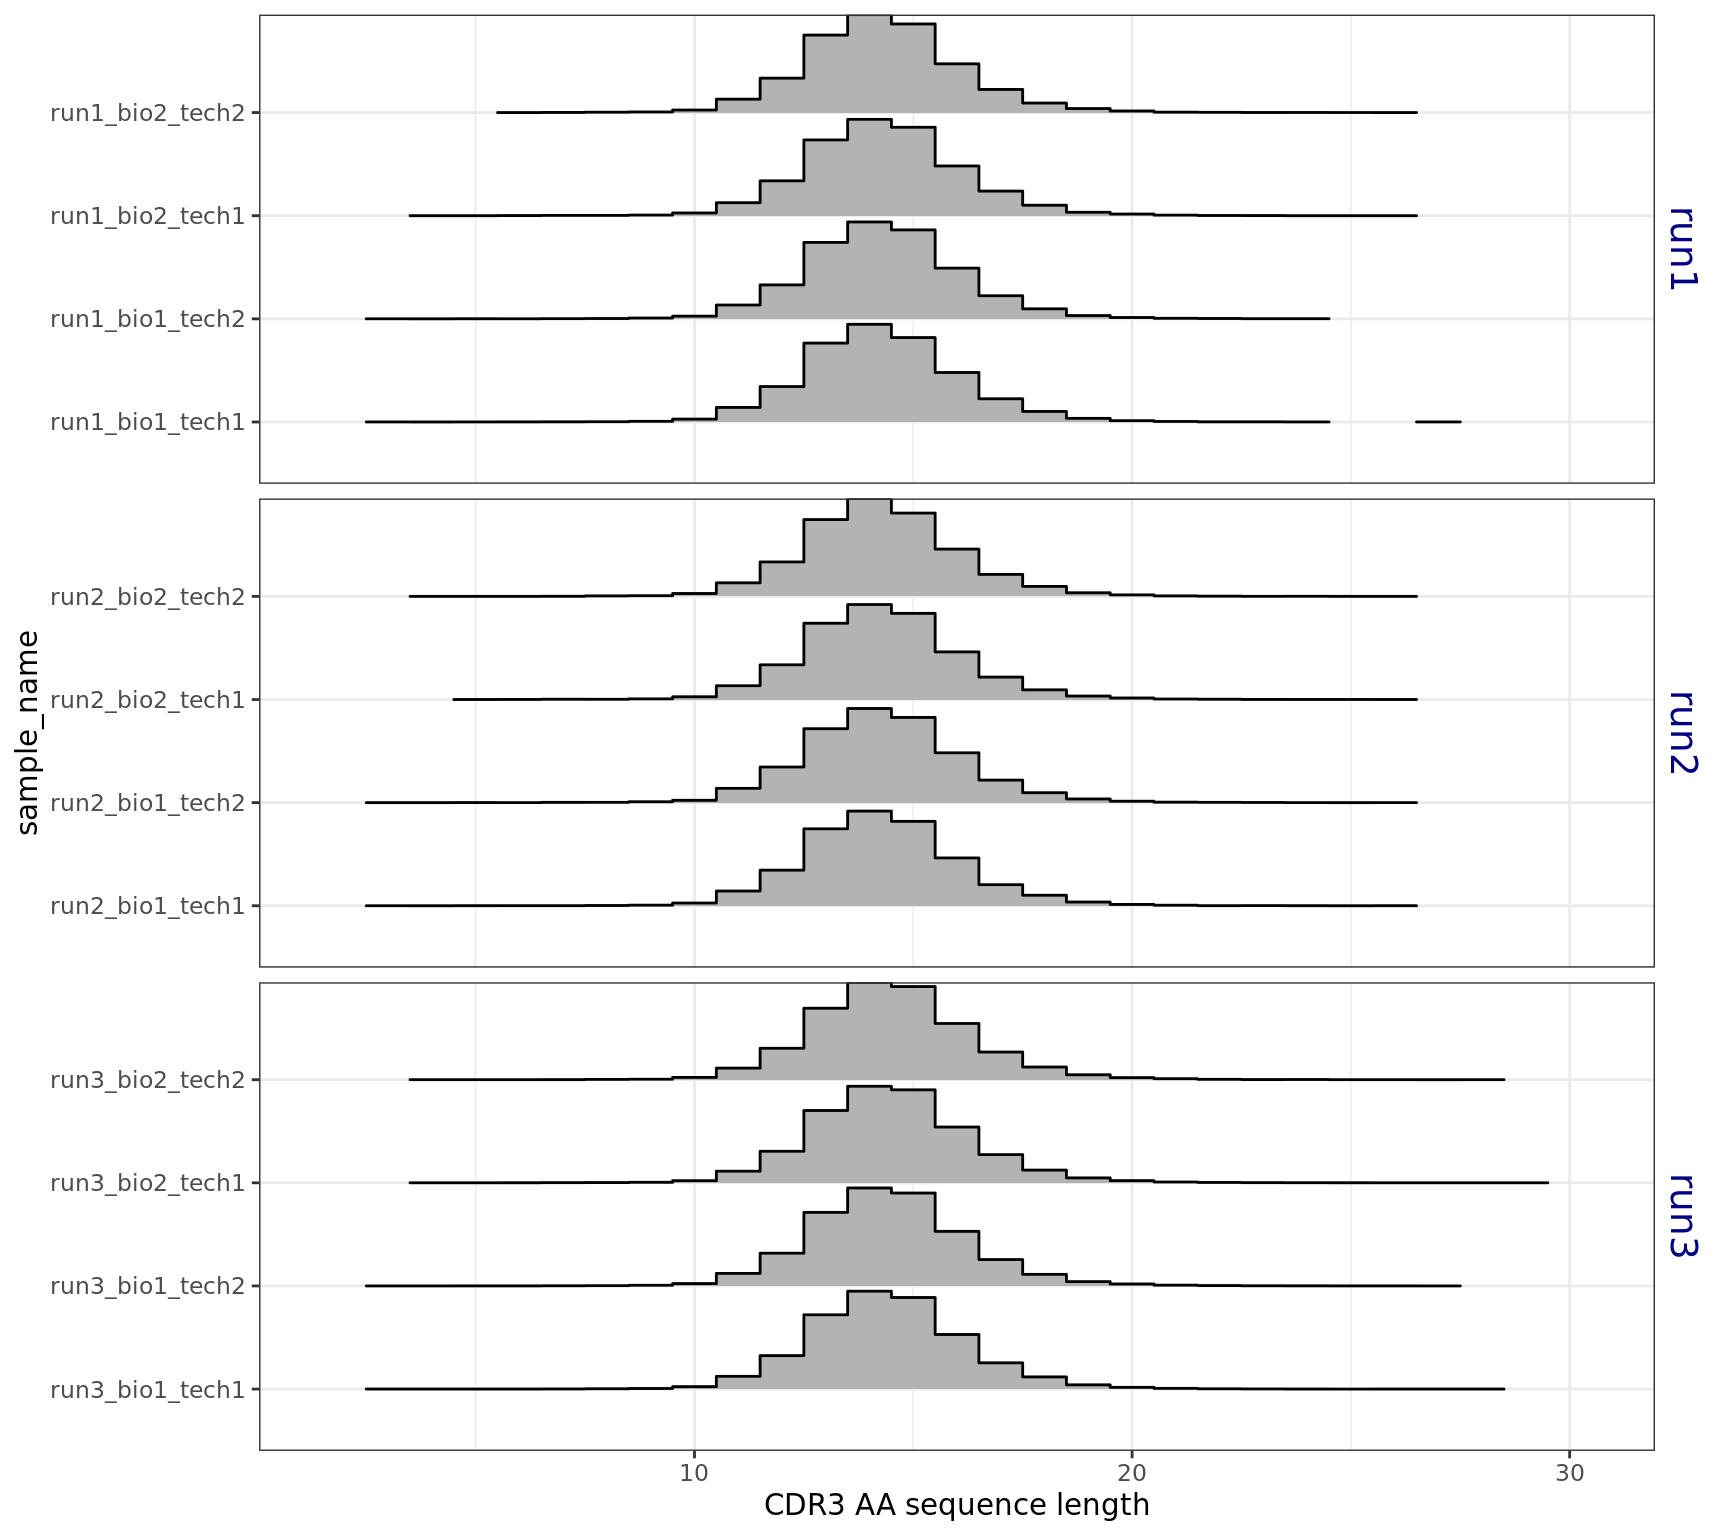 run1_bio2_tech2
run1_bio2_tech1
run1_bio1_tech2
run1_bio1_tech1
run1
run2_bio2_tech2
run2_bio2_tech1
run2_bio1_tech2
run2_bio1_tech1
run2
sample_name
run3_bio2_tech2
run3_bio2_tech1
run3_bio1_tech2
run3_bio1_tech1
run3
10 20 30
CDR3 AA sequence length